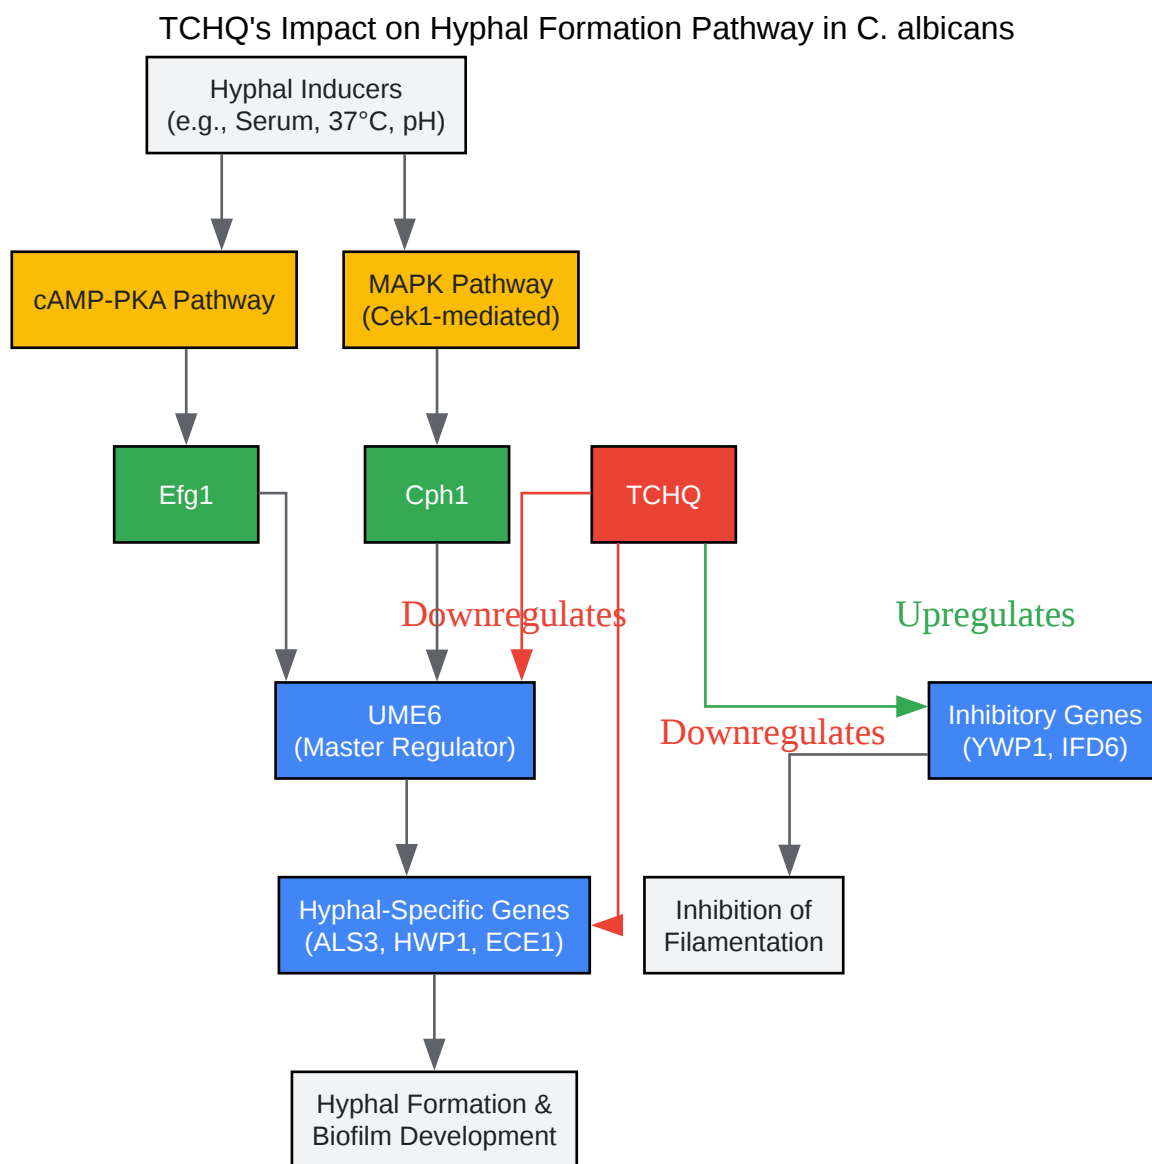 TCHQ's Impact on Hyphal Formation Pathway in C. albicans
Hyphal Inducers
(e.g., Serum, 37°C, pH)
cAMP-PKA Pathway
MAPK Pathway
(Cek1-mediated)
Efg1
Cph1
TCHQ
Downregulates
Upregulates
UME6
(Master Regulator)
Downregulates
Inhibitory Genes
(YWP1, IFD6)
Hyphal-Specific Genes
(ALS3, HWP1, ECE1)
Inhibition of
Filamentation
Hyphal Formation &
Biofilm Development